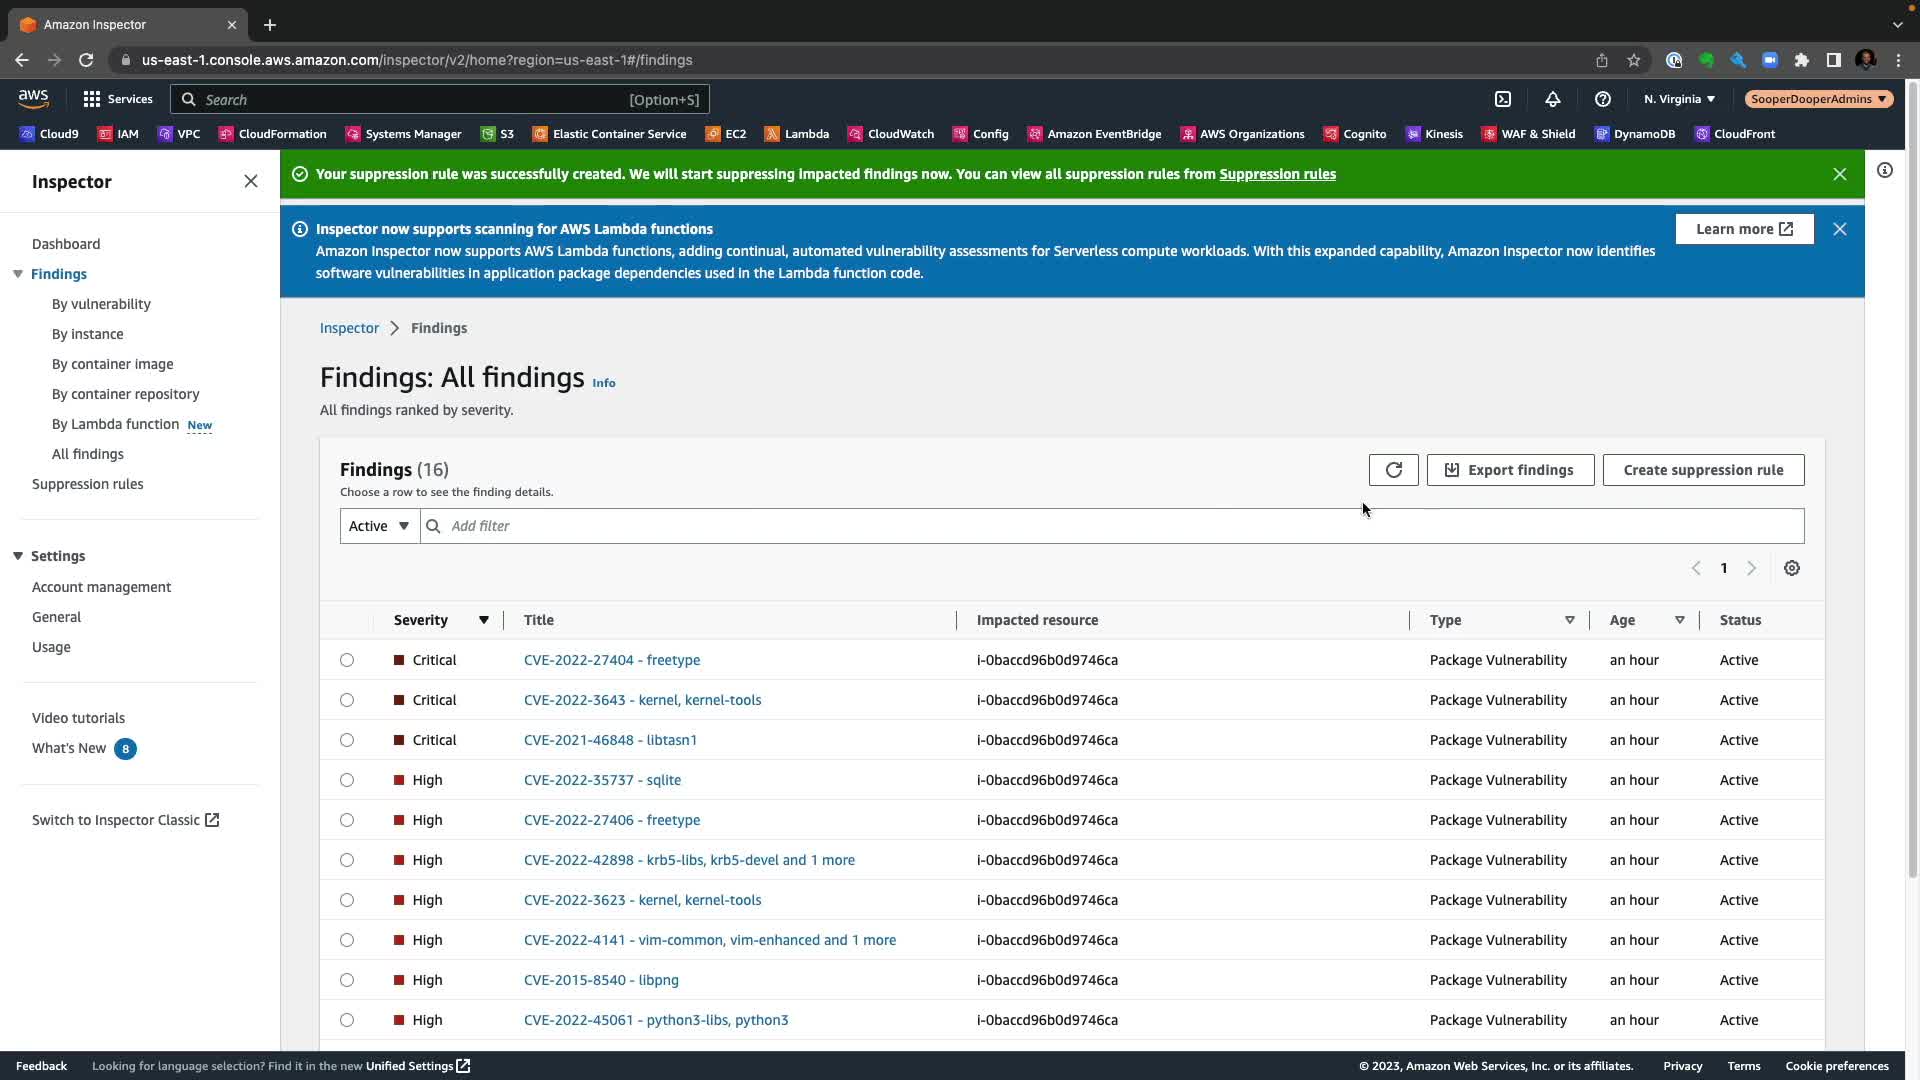 Amazon Inspector
us-east-1.console.aws.amazon.com/inspector/v2/home?region=us-east-1#/findings
aws
Services
Search
[Option+S]
N. Virginia
SooperDooperAdmins
Cloud9 IAM VPC CloudFormation Systems Manager S3 Elastic Container Service EC2 Lambda CloudWatch Config Amazon EventBridge AWS Organizations Cognito Kinesis WAF & Shield DynamoDB CloudFront
Inspector
Dashboard
Findings
By vulnerability
By instance
By container image
By container repository
By Lambda function New
All findings
Suppression rules
Settings
Account management
General
Usage
Video tutorials
What's New 8
Switch to Inspector Classic
Your suppression rule was successfully created. We will start suppressing impacted findings now. You can view all suppression rules from Suppression rules
Inspector now supports scanning for AWS Lambda functions
Amazon Inspector now supports AWS Lambda functions, adding continual, automated vulnerability assessments for Serverless compute workloads. With this expanded capability, Amazon Inspector now identifies
software vulnerabilities in application package dependencies used in the Lambda function code.
Learn more
Inspector Findings
Findings: All findings Info
All findings ranked by severity.
Findings (16)
Choose a row to see the finding details.
Export findings
Create suppression rule
Active
Add filter
1
Severity Title Impacted resource Type Age Status
Critical CVE-2022-27404 - freetype i-0baccd96b0d9746ca Package Vulnerability an hour Active
Critical CVE-2022-3643 - kernel, kernel-tools i-0baccd96b0d9746ca Package Vulnerability an hour Active
Critical CVE-2021-46848 - libtasn1 i-0baccd96b0d9746ca Package Vulnerability an hour Active
High CVE-2022-35737 - sqlite i-0baccd96b0d9746ca Package Vulnerability an hour Active
High CVE-2022-27406 - freetype i-0baccd96b0d9746ca Package Vulnerability an hour Active
High CVE-2022-42898 - krb5-libs, krb5-devel and 1 more i-0baccd96b0d9746ca Package Vulnerability an hour Active
High CVE-2022-3623 - kernel, kernel-tools i-0baccd96b0d9746ca Package Vulnerability an hour Active
High CVE-2022-4141 - vim-common, vim-enhanced and 1 more i-0baccd96b0d9746ca Package Vulnerability an hour Active
High CVE-2015-8540 - libpng i-0baccd96b0d9746ca Package Vulnerability an hour Active
High CVE-2022-45061 - python3-libs, python3 i-0baccd96b0d9746ca Package Vulnerability an hour Active
Feedback Looking for language selection? Find it in the new Unified Settings © 2023, Amazon Web Services, Inc. or its affiliates. Privacy Terms Cookie preferences